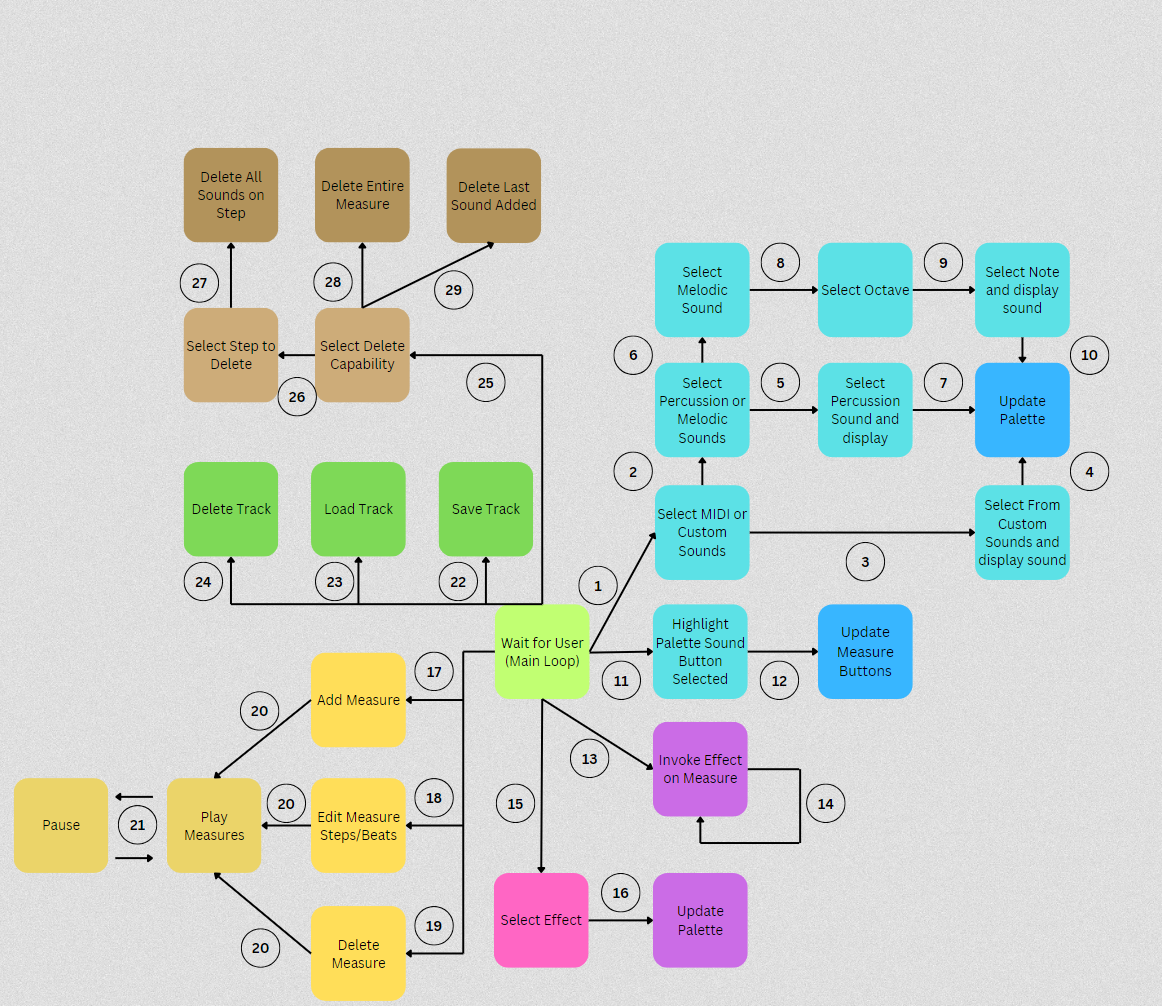 Delete All
Sounds on
Step
Delete Entire
Measure
Delete Last
Sound Added
27
28
29
Select Step to
Delete
26
Select Delete
Capability
25
Select
Melodic
Sound
8
Select Octave
9
Select Note
and display
sound
6
10
Select
Percussion or
Melodic
Sounds
5
Select
Percussion
Sound and
display
7
Update
Palette
2
4
Select MIDI or
Custom
Sounds
3
Select From
Custom
Sounds and
display sound
Delete Track
Load Track
Save Track
24
23
22
1
Wait for User
(Main Loop)
11
Highlight
Palette Sound
Button
Selected
12
Update
Measure
Buttons
17
Add Measure
20
13
Invoke Effect
on Measure
14
Pause
21
Play
Measures
20
Edit Measure
Steps/Beats
18
15
20
Delete
Measure
19
Select Effect
16
Update
Palette